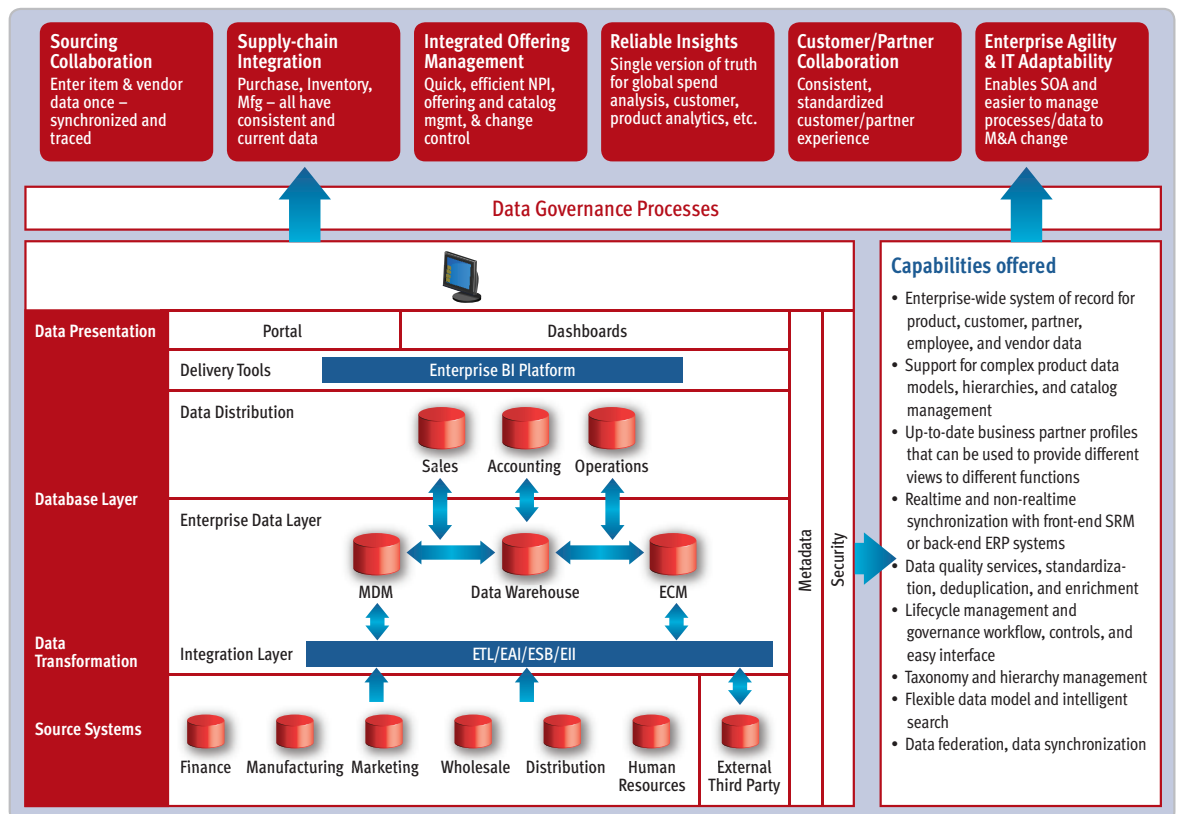 Sourcing
Collaboration
Enter item & vendor
data once –
synchronized and
traced
Supply-chain
Integration
Purchase, Inventory,
Mfg – all have
consistent and
current data
Integrated Offering
Management
Quick, efficient NPI,
offering and catalog
mgmt, & change
control
Reliable Insights
Single version of truth
for global spend
analysis, customer,
product analytics, etc.
Customer/Partner
Collaboration
Consistent,
standardized
customer/partner
experience
Enterprise Agility
& IT Adaptability
Enables SOA and
easier to manage
processes/data to
M&A change
Data Governance Processes
Data Presentation
Portal
Dashboards
Delivery Tools
Enterprise BI Platform
Data Distribution
Sales
Accounting
Operations
Database Layer
Enterprise Data Layer
MDM
Data Warehouse
ECM
Data
Transformation
Integration Layer
ETL/EAI/ESB/EII
Source Systems
Finance
Manufacturing
Marketing
Wholesale
Distribution
Human
Resources
External
Third Party
Metadata
Security
Capabilities offered
• Enterprise-wide system of record for
product, customer, partner,
employee, and vendor data
• Support for complex product data
models, hierarchies, and catalog
management
• Up-to-date business partner profiles
that can be used to provide different
views to different functions
• Realtime and non-realtime
synchronization with front-end SRM
or back-end ERP systems
• Data quality services, standardiza-
tion, deduplication, and enrichment
• Lifecycle management and
governance workflow, controls, and
easy interface
• Taxonomy and hierarchy management
• Flexible data model and intelligent
search
• Data federation, data synchronization